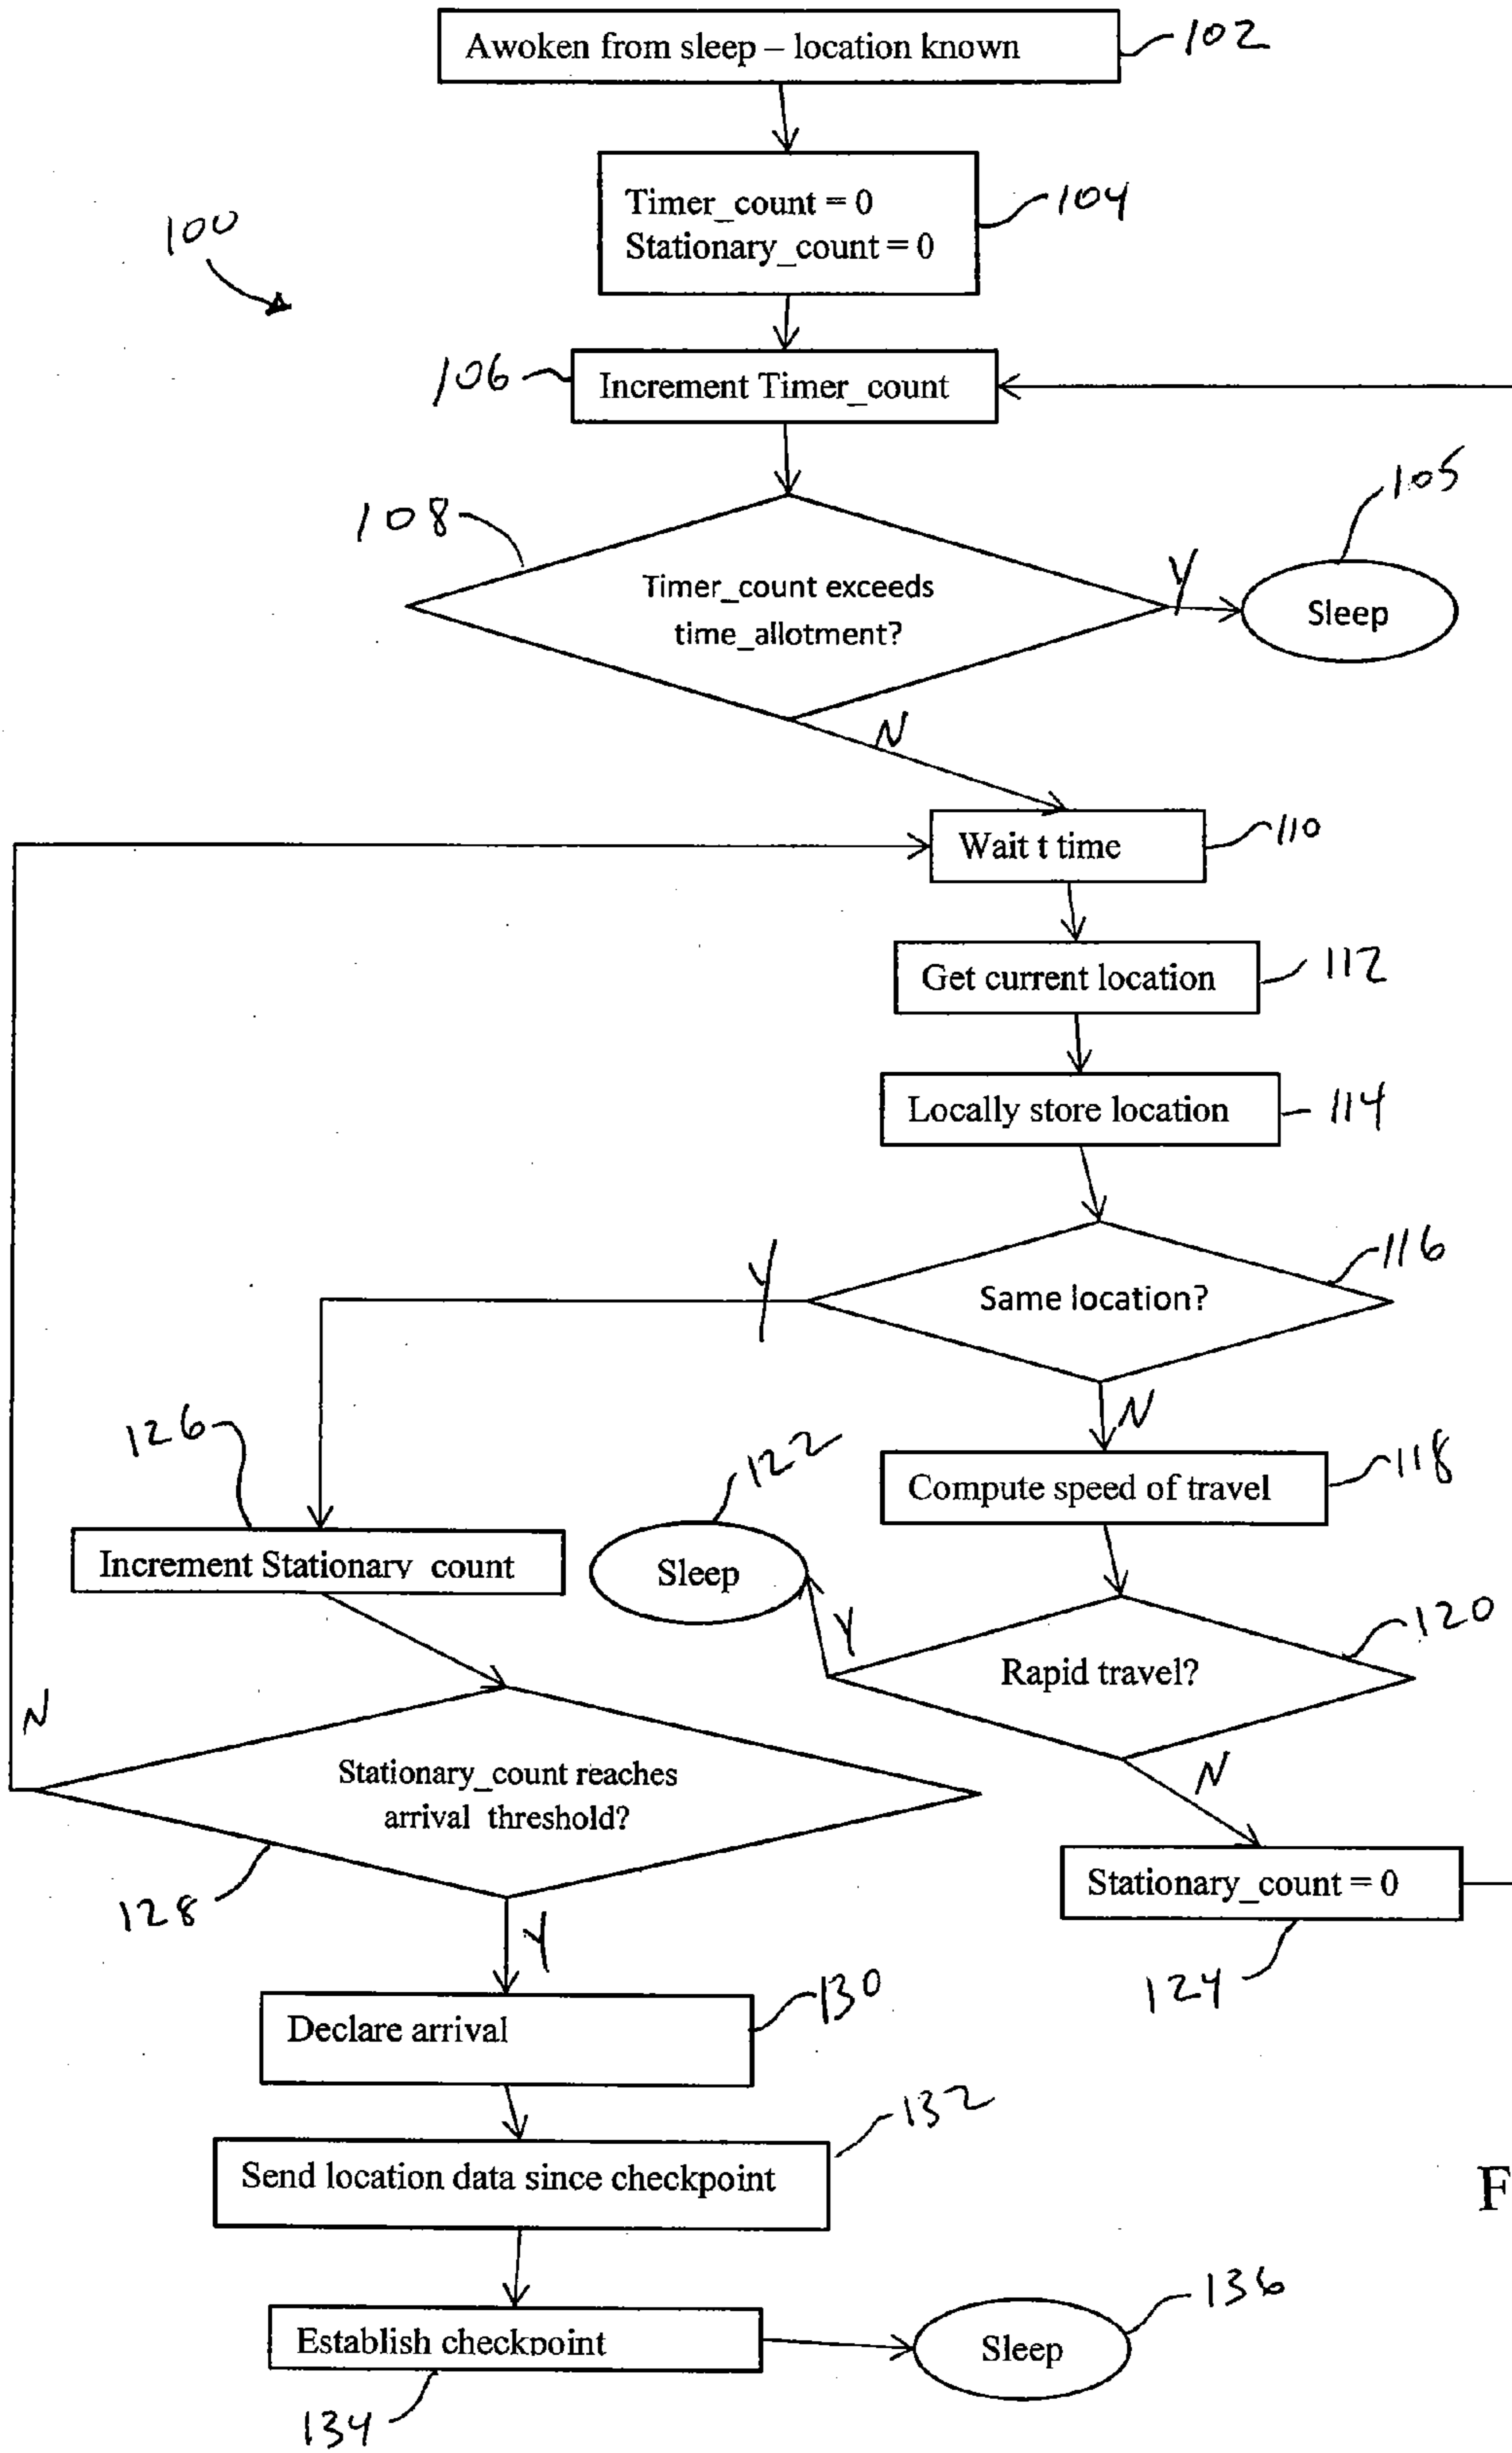 Awoken from sleep – location known
102
Timer_count = 0
Stationary_count = 0
104
100
106
Increment Timer_count
108
Timer_count exceeds
time_allotment?
Y
105
Sleep
N
Wait t time
110
Get current location
112
Locally store location
114
Same location?
116
Y
N
126
Increment Stationary count
122
Sleep
Compute speed of travel
118
Y
Rapid travel?
120
N
N
Stationary_count reaches
arrival threshold?
128
Y
Stationary_count = 0
124
Declare arrival
130
Send location data since checkpoint
132
F
Establish checkpoint
134
Sleep
136